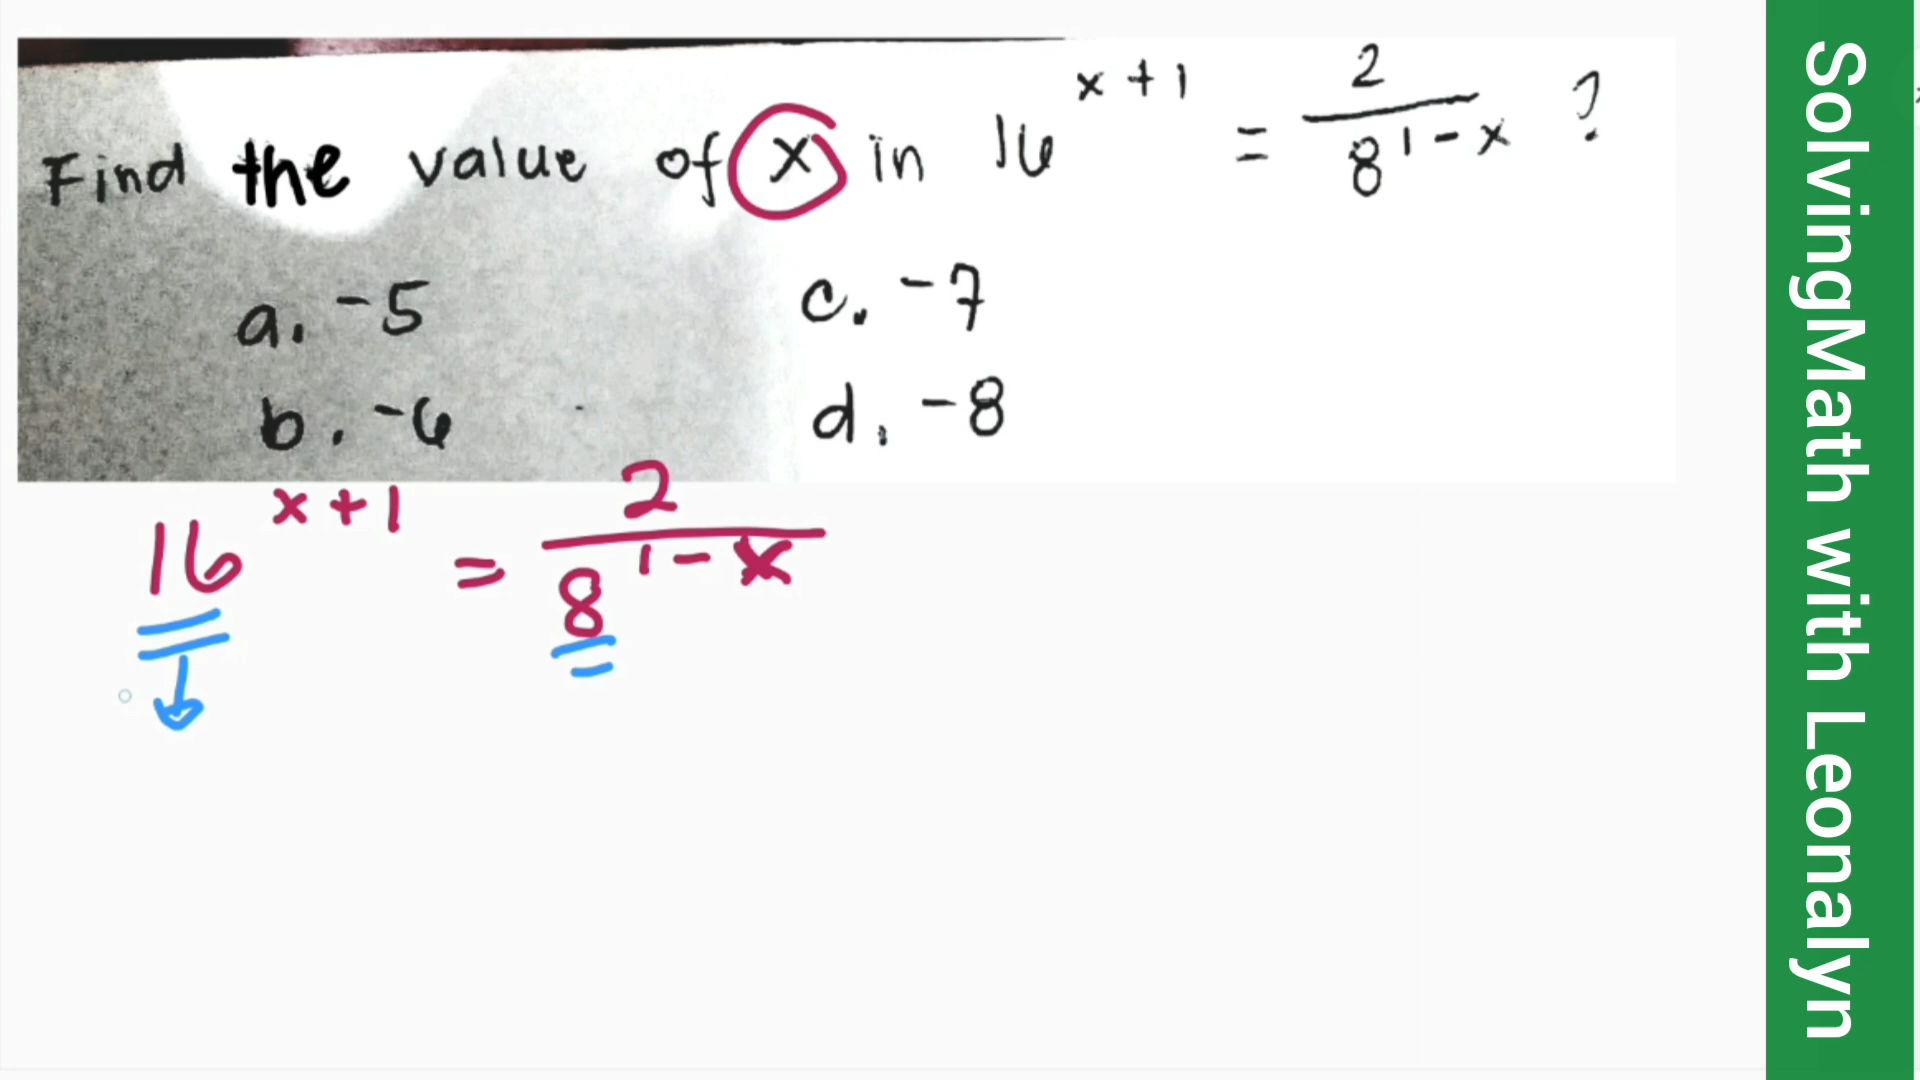 Find the value of x in 16^(x+1) = 2/8^(1-x) ?
a. -5
c. -7
b. -6
d. -8
16^(x+1) = 2/8^(1-x)
SolvingMath with Leonalyn